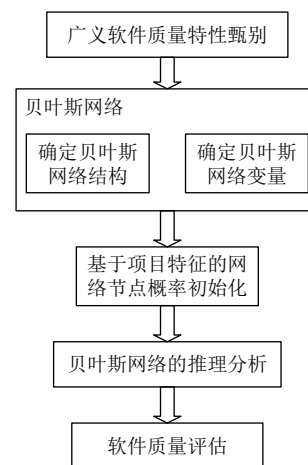 广义软件质量特性甄别
贝叶斯网络
确定贝叶斯
网络结构
确定贝叶斯
网络变量
基于项目特征的网
络节点概率初始化
贝叶斯网络的推理分析
软件质量评估